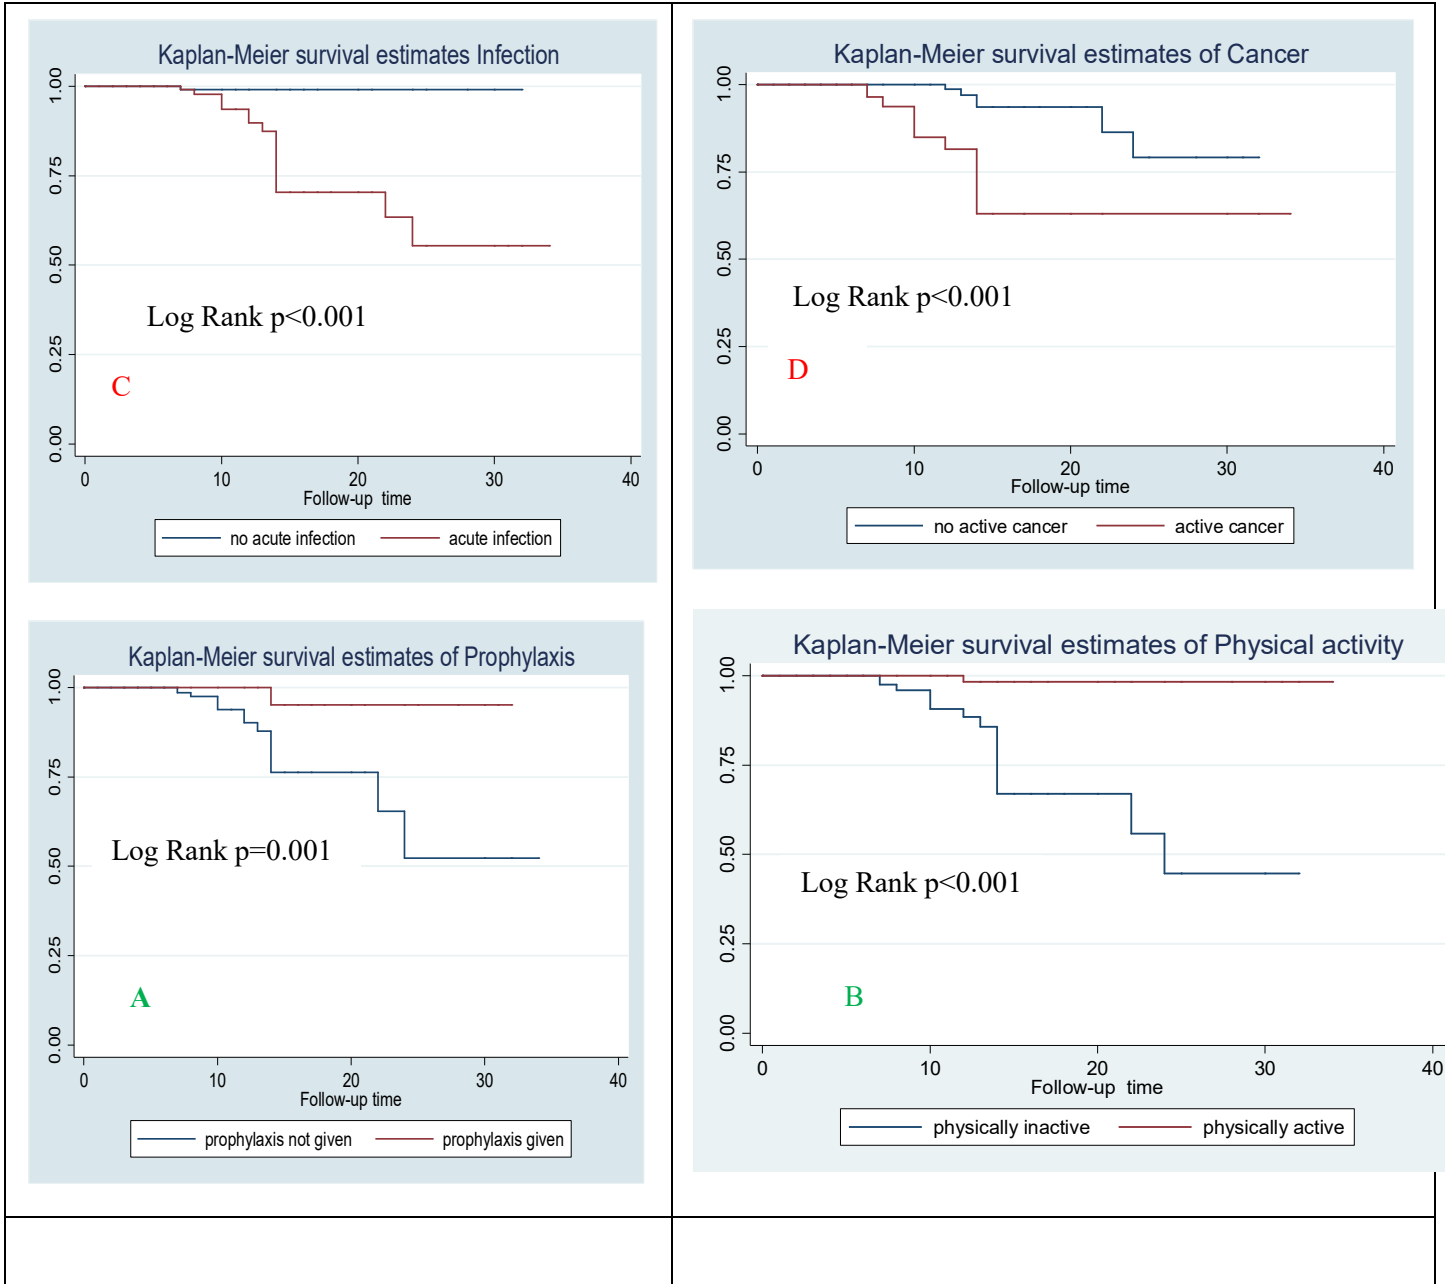 Kaplan-Meier survival estimates Infection
1.00
0.75
0.50
0.25
0.00
Log Rank p<0.001
C
0 10 20 30 40
Follow-up time
no acute infection acute infection
Kaplan-Meier survival estimates of Cancer
1.00
0.75
0.50
0.25
0.00
Log Rank p<0.001
D
0 10 20 30 40
Follow-up time
no active cancer active cancer
Kaplan-Meier survival estimates of Prophylaxis
1.00
0.75
0.50
0.25
0.00
Log Rank p=0.001
A
0 10 20 30 40
Follow-up time
prophylaxis not given prophylaxis given
Kaplan-Meier survival estimates of Physical activity
1.00
0.75
0.50
0.25
0.00
Log Rank p<0.001
B
0 10 20 30 40
Follow-up time
physically inactive physically active